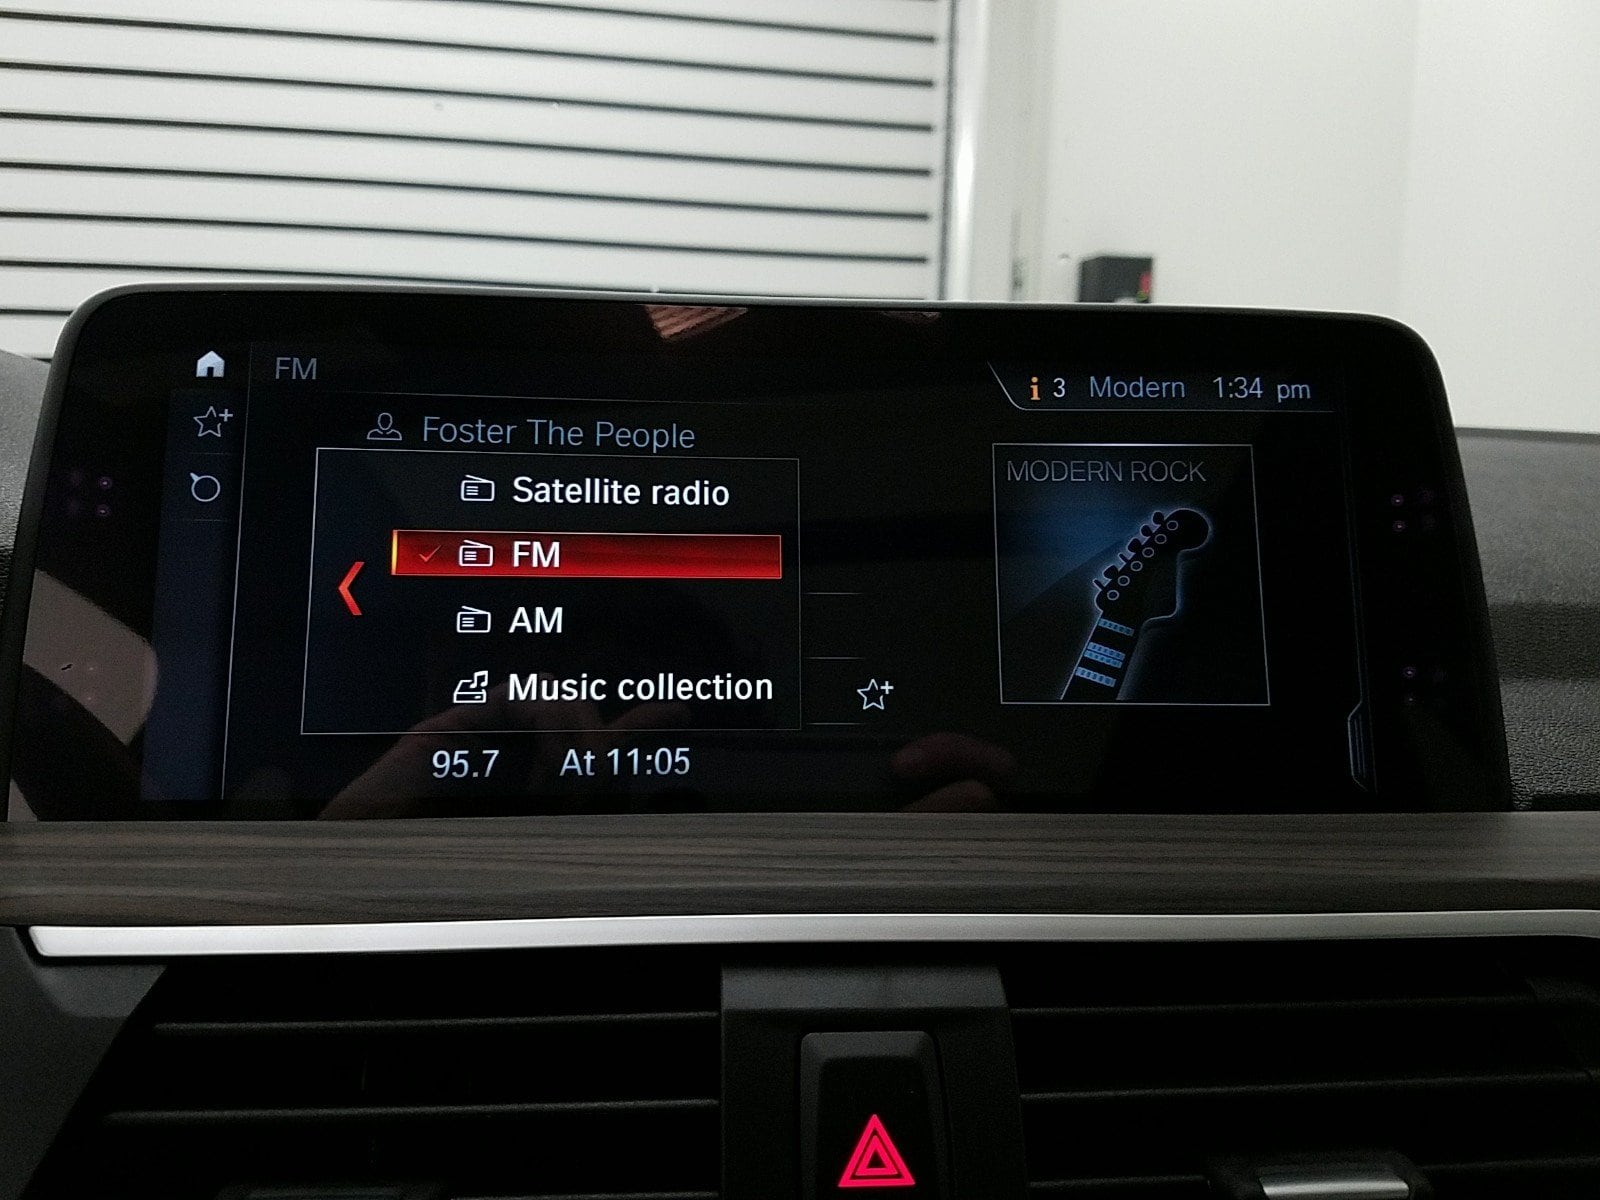 FM
i 3 Modern 1:34 pm
Foster The People
MODERN ROCK
Satellite radio
FM
AM
Music collection
95.7 At 11:05